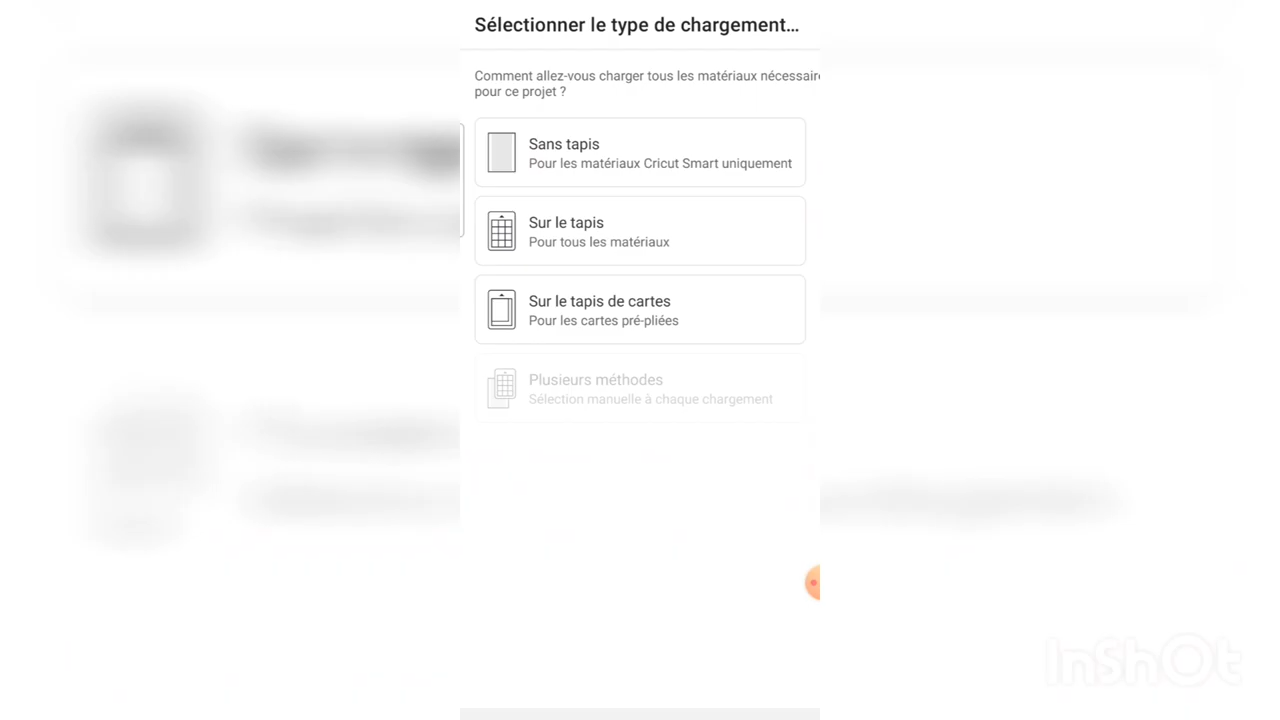 Sélectionner le type de chargement...
Comment allez-vous charger tous les matériaux
pour ce projet ?
Sans tapis
Pour les matériaux Cricut Smart uniquement
Sur le tapis
Pour tous les matériaux
Sur le tapis de cartes
Pour les cartes pré-pliées
Plusieurs méthodes
Sélection manuelle à chaque chargement
InShOt